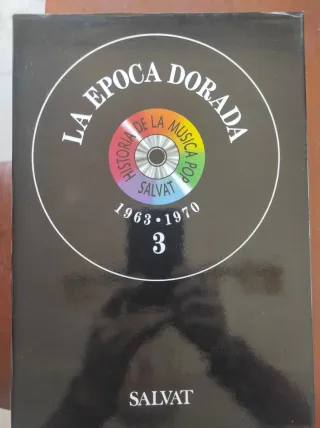 LA EPOCA DORADA
HISTORIA DE LA MUSICA POP
SALVAT
1963·1970
3
SALVAT